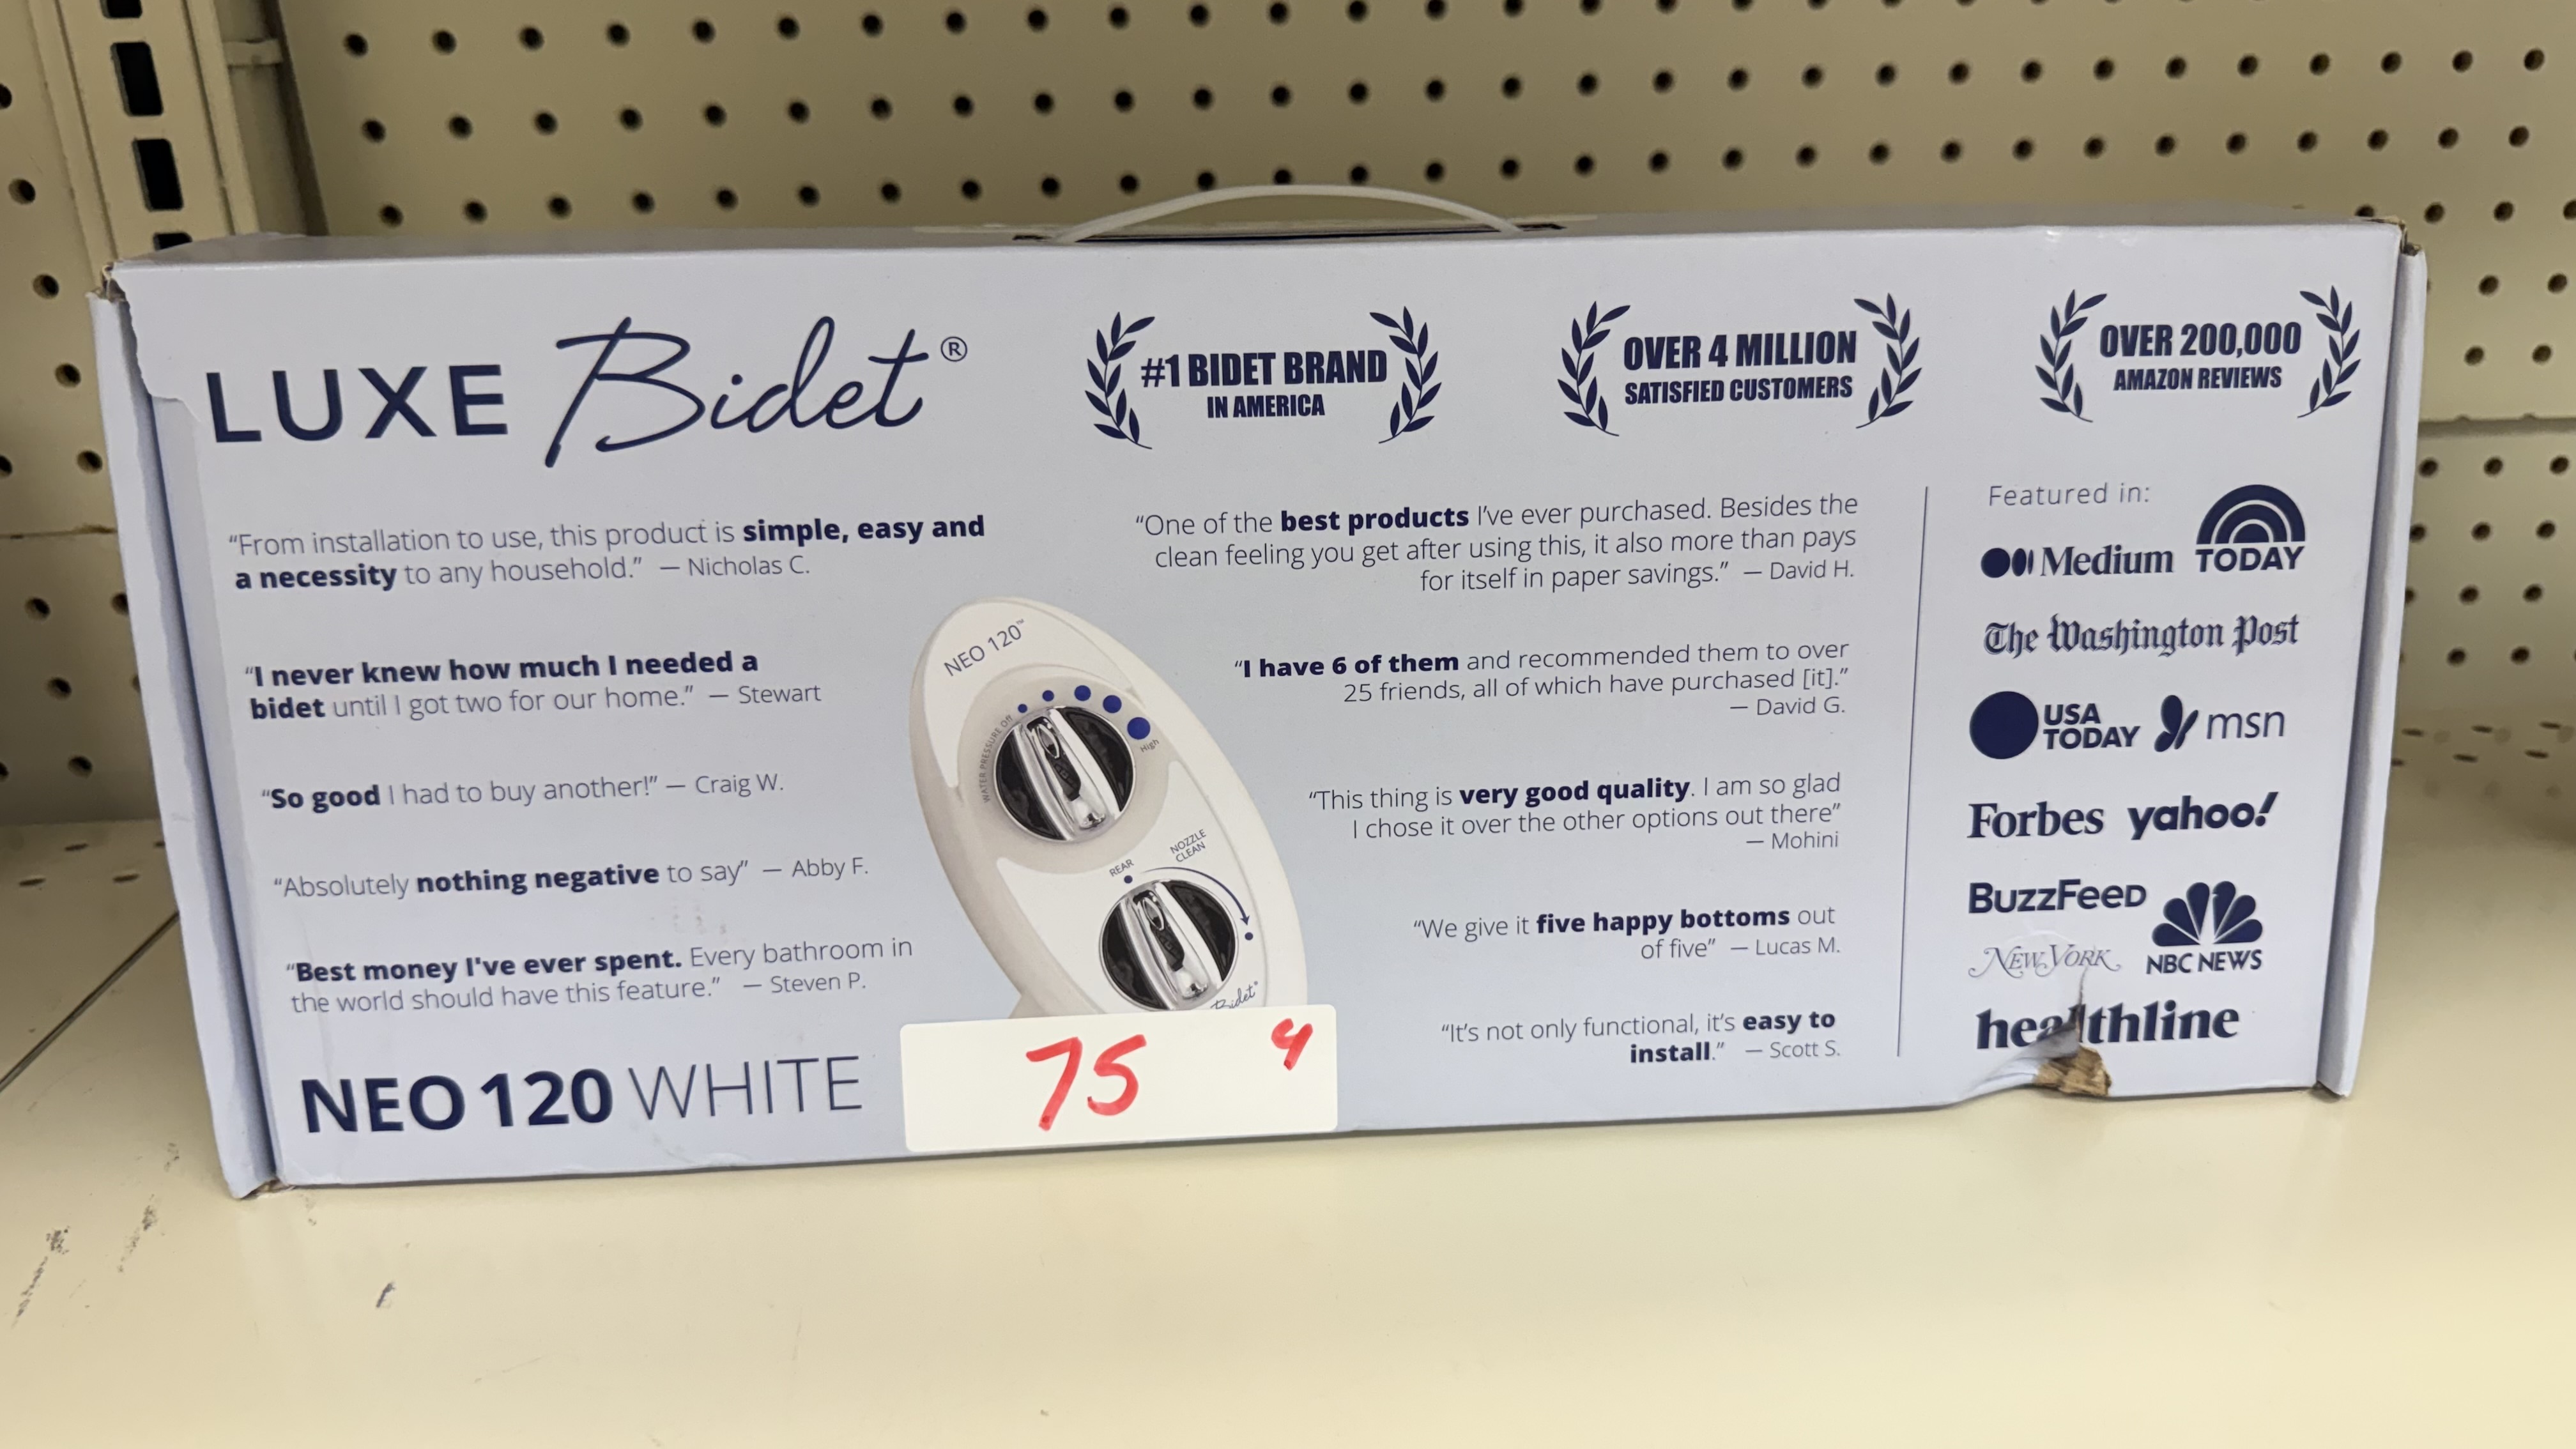 LUXE Bidet®
#1 BIDET BRAND
IN AMERICA
OVER 4 MILLION
SATISFIED CUSTOMERS
OVER 200,000
AMAZON REVIEWS
“From installation to use, this product is simple, easy and
a necessity to any household.” — Nicholas C.
“I never knew how much I needed a
bidet until I got two for our home.” — Stewart
“So good I had to buy another!” — Craig W.
“Absolutely nothing negative to say” — Abby F.
“Best money I've ever spent. Every bathroom in
the world should have this feature.” — Steven P.
NEO 120 WHITE
NEO 120™
WATER PRESSURE Off
High
REAR
NOZZLE
CLEAN
Bidet®
75 4
“One of the best products I’ve ever purchased. Besides the
clean feeling you get after using this, it also more than pays
for itself in paper savings.” — David H.
“I have 6 of them and recommended them to over
25 friends, all of which have purchased [it].”
— David G.
“This thing is very good quality. I am so glad
I chose it over the other options out there”
— Mohini
“We give it five happy bottoms out
of five” — Lucas M.
“It’s not only functional, it’s easy to
install.” — Scott S.
Featured in:
Medium TODAY
The Washington Post
USA
TODAY msn
Forbes yahoo!
BUZZFEED
NEW YORK NBC NEWS
healthline